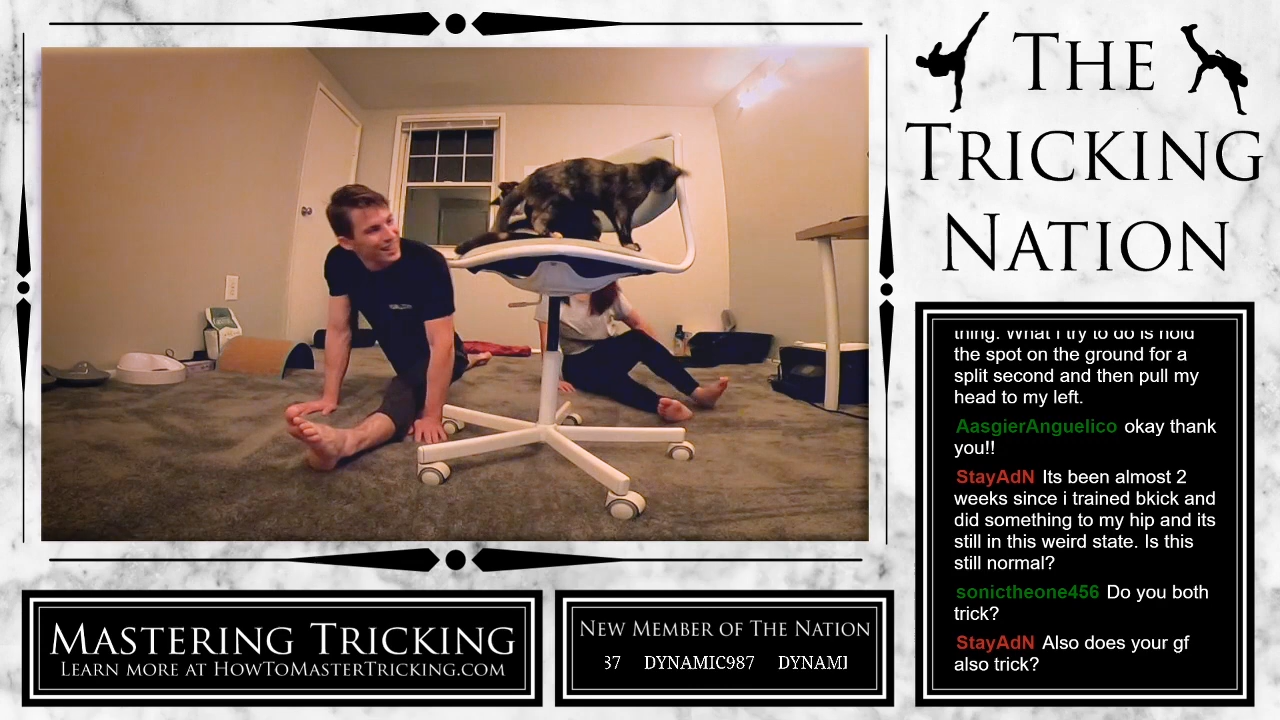 THE
TRICKING
NATION
thing. What i try to do is hold
the spot on the ground for a
split second and then pull my
head to my left.
AasgierAnguelico okay thank
you!!
StayAdN Its been almost 2
weeks since i trained bkick and
did something to my hip and its
still in this weird state. Is this
still normal?
sonictheone456 Do you both
trick?
StayAdN Also does your gf
also trick?
MASTERING TRICKING
LEARN MORE AT HOWTOMASTERTRICKING.COM
NEW MEMBER OF THE NATION
37 DYNAMIC987 DYNAMI